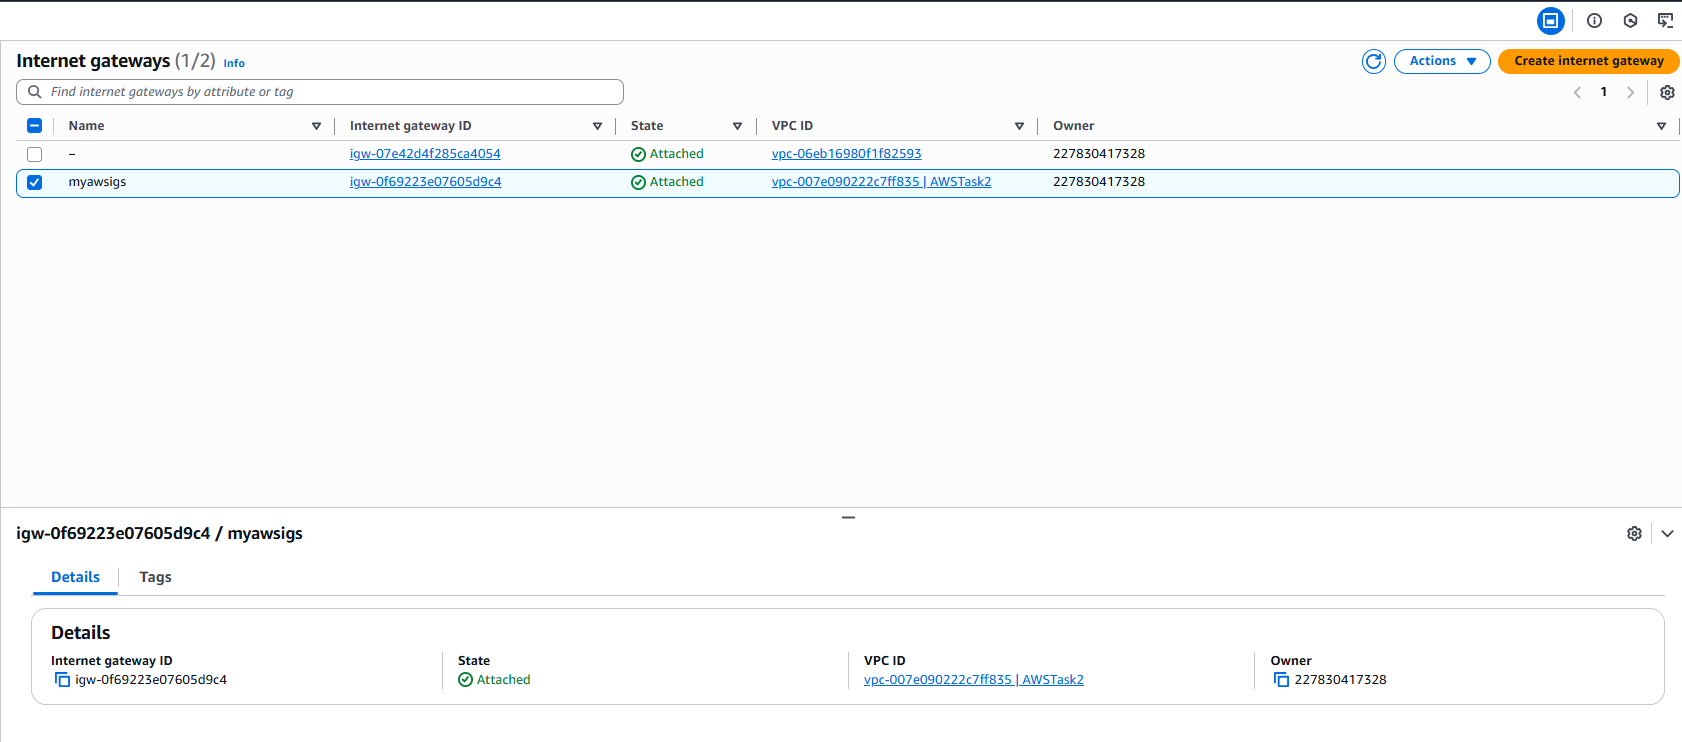 Internet gateways (1/2) Info
Actions
Create internet gateway
Find internet gateways by attribute or tag
1
Name Internet gateway ID State VPC ID Owner
– igw-07e42d4f285ca4054 Attached vpc-06eb16980f1f82593 227830417328
myawsigs igw-0f69223e07605d9c4 Attached vpc-007e090222c7ff835 | AWSTask2 227830417328
igw-0f69223e07605d9c4 / myawsigs
Details Tags
Details
Internet gateway ID State VPC ID Owner
igw-0f69223e07605d9c4 Attached vpc-007e090222c7ff835 | AWSTask2 227830417328